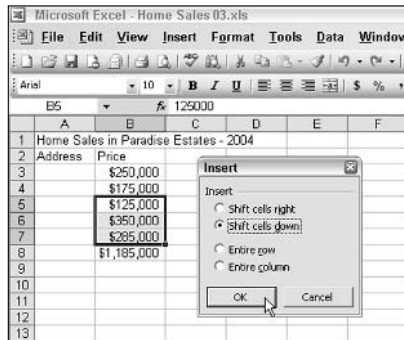 Microsoft Excel - Home Sales 03.xls
File Edit View Insert Format Tools Data Window
Arial 10 B I U $ %
B5 fx 125000
A B C D E F
1 Home Sales in Paradise Estates - 2004
2 Address Price
3 $250,000
4 $175,000
5 $125,000
6 $350,000
7 $285,000
8 $1,185,000
9
10
11
12
13
Insert
Insert
Shift cells right
Shift cells down
Entire row
Entire column
OK Cancel